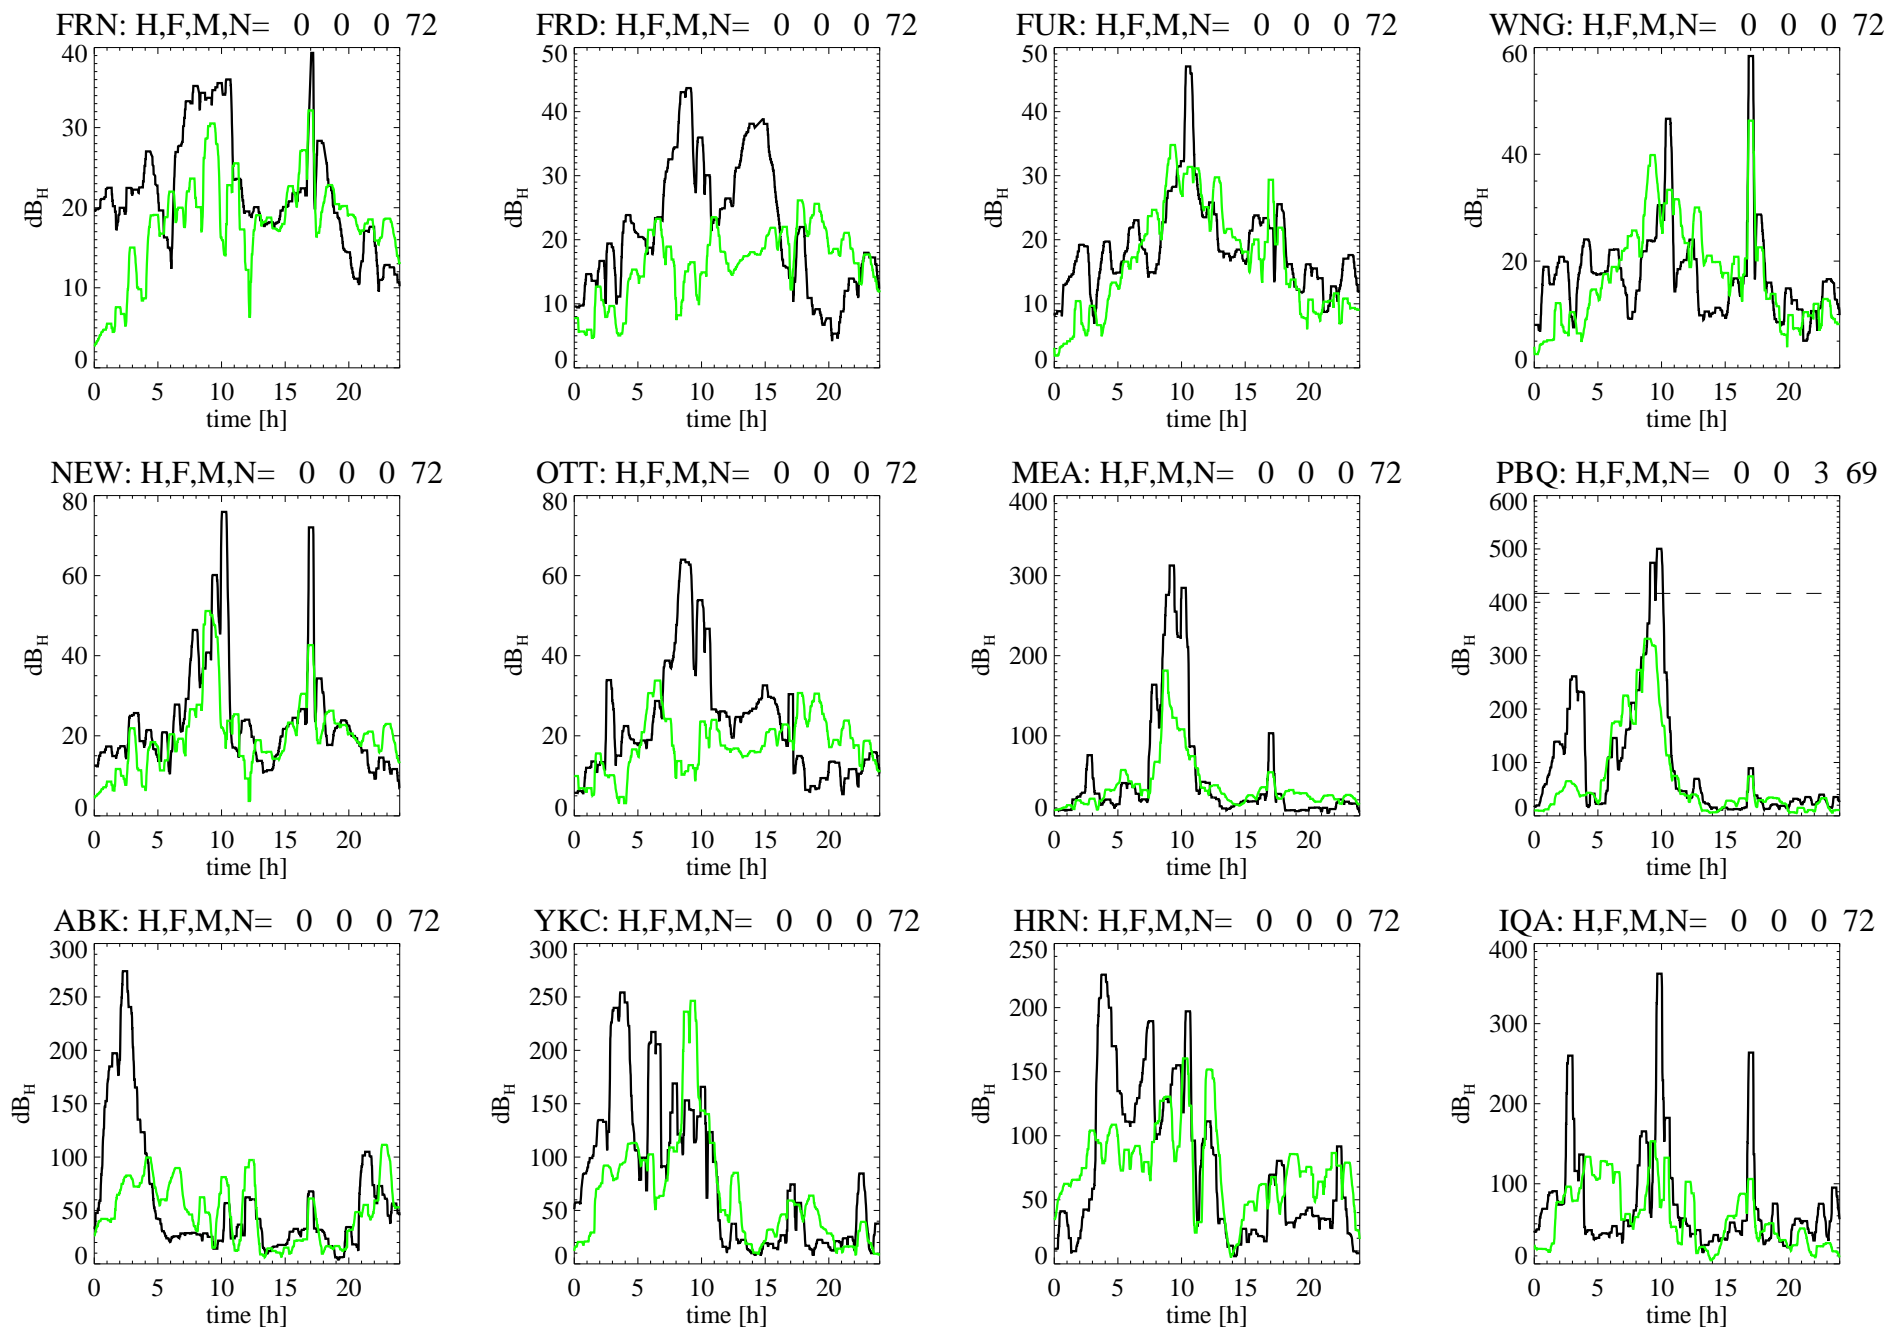 FRN: H,F,M,N= 0 0 0 72
FRD: H,F,M,N= 0 0 0 72
FUR: H,F,M,N= 0 0 0 72
WNG: H,F,M,N= 0 0 0 72
40
30
20
10
0
dB_H
0 5 10 15 20
time [h]
50
40
30
20
10
0
dB_H
0 5 10 15 20
time [h]
50
40
30
20
10
0
dB_H
0 5 10 15 20
time [h]
60
40
20
0
dB_H
0 5 10 15 20
time [h]
NEW: H,F,M,N= 0 0 0 72
OTT: H,F,M,N= 0 0 0 72
MEA: H,F,M,N= 0 0 0 72
PBQ: H,F,M,N= 0 0 3 69
80
60
40
20
0
dB_H
0 5 10 15 20
time [h]
80
60
40
20
0
dB_H
0 5 10 15 20
time [h]
400
300
200
100
0
dB_H
0 5 10 15 20
time [h]
600
500
400
300
200
100
0
dB_H
0 5 10 15 20
time [h]
ABK: H,F,M,N= 0 0 0 72
YKC: H,F,M,N= 0 0 0 72
HRN: H,F,M,N= 0 0 0 72
IQA: H,F,M,N= 0 0 0 72
300
250
200
150
100
50
0
dB_H
0 5 10 15 20
time [h]
300
250
200
150
100
50
0
dB_H
0 5 10 15 20
time [h]
250
200
150
100
50
0
dB_H
0 5 10 15 20
time [h]
400
300
200
100
0
dB_H
0 5 10 15 20
time [h]